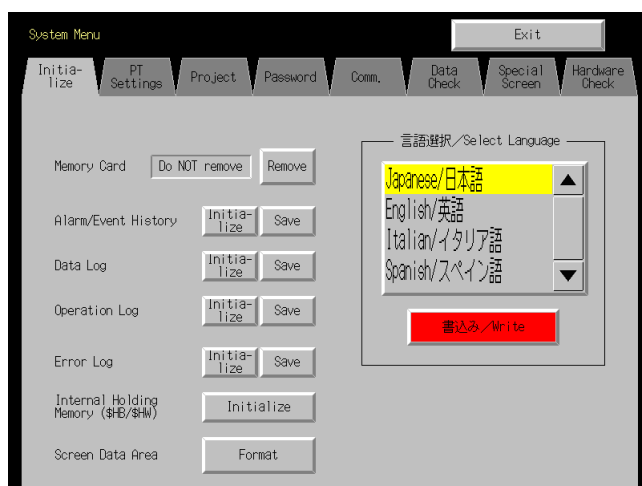 System Menu
Exit
Initia-
lize
PT
Settings
Project
Password
Comm.
Data
Check
Special
Screen
Hardware
Check
言語選択／Select Language
Memory Card
Do NOT remove
Remove
Japanese/日本語
English/英語
Italian/イタリア語
Spanish/スペイン語
Alarm/Event History
Initia-
lize
Save
Data Log
Initia-
lize
Save
Operation Log
Initia-
lize
Save
書込み／Write
Error Log
Initia-
lize
Save
Internal Holding
Memory ($HB/$HW)
Initialize
Screen Data Area
Format